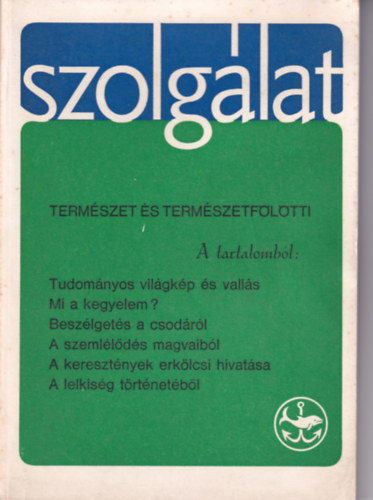 szolgálat
TERMÉSZET ÉS TERMÉSZETFÖLÖTTI
A tartalomból:
Tudományos világkép és vallás
Mi a kegyelem?
Beszélgetés a csodáról
A szemlélődés magvaiból
A keresztények erkölcsi hivatása
A lelkiség történetéből